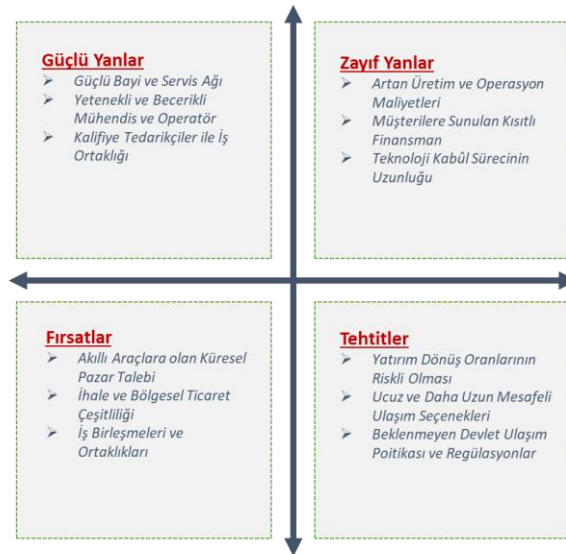 Güçlü Yanlar
➢ Güçlü Bayi ve Servis Ağı
➢ Yetenekli ve Becerikli
Mühendis ve Operatör
➢ Kalifiye Tedarikçiler ile İş
Ortaklığı
Zayıf Yanlar
➢ Artan Üretim ve Operasyon
Maliyetleri
➢ Müşterilere Sunulan Kısıtlı
Finansman
➢ Teknoloji Kabûl Sürecinin
Uzunluğu
Fırsatlar
➢ Akıllı Araçlara olan Küresel
Pazar Talebi
➢ İhale ve Bölgesel Ticaret
Çeşitliliği
➢ İş Birleşmeleri ve
Ortaklıkları
Tehtitler
➢ Yatırım Dönüş Oranlarının
Riskli Olması
➢ Ucuz ve Daha Uzun Mesafeli
Ulaşım Seçenekleri
➢ Beklenmeyen Devlet Ulaşım
Poitikası ve Regülasyonlar